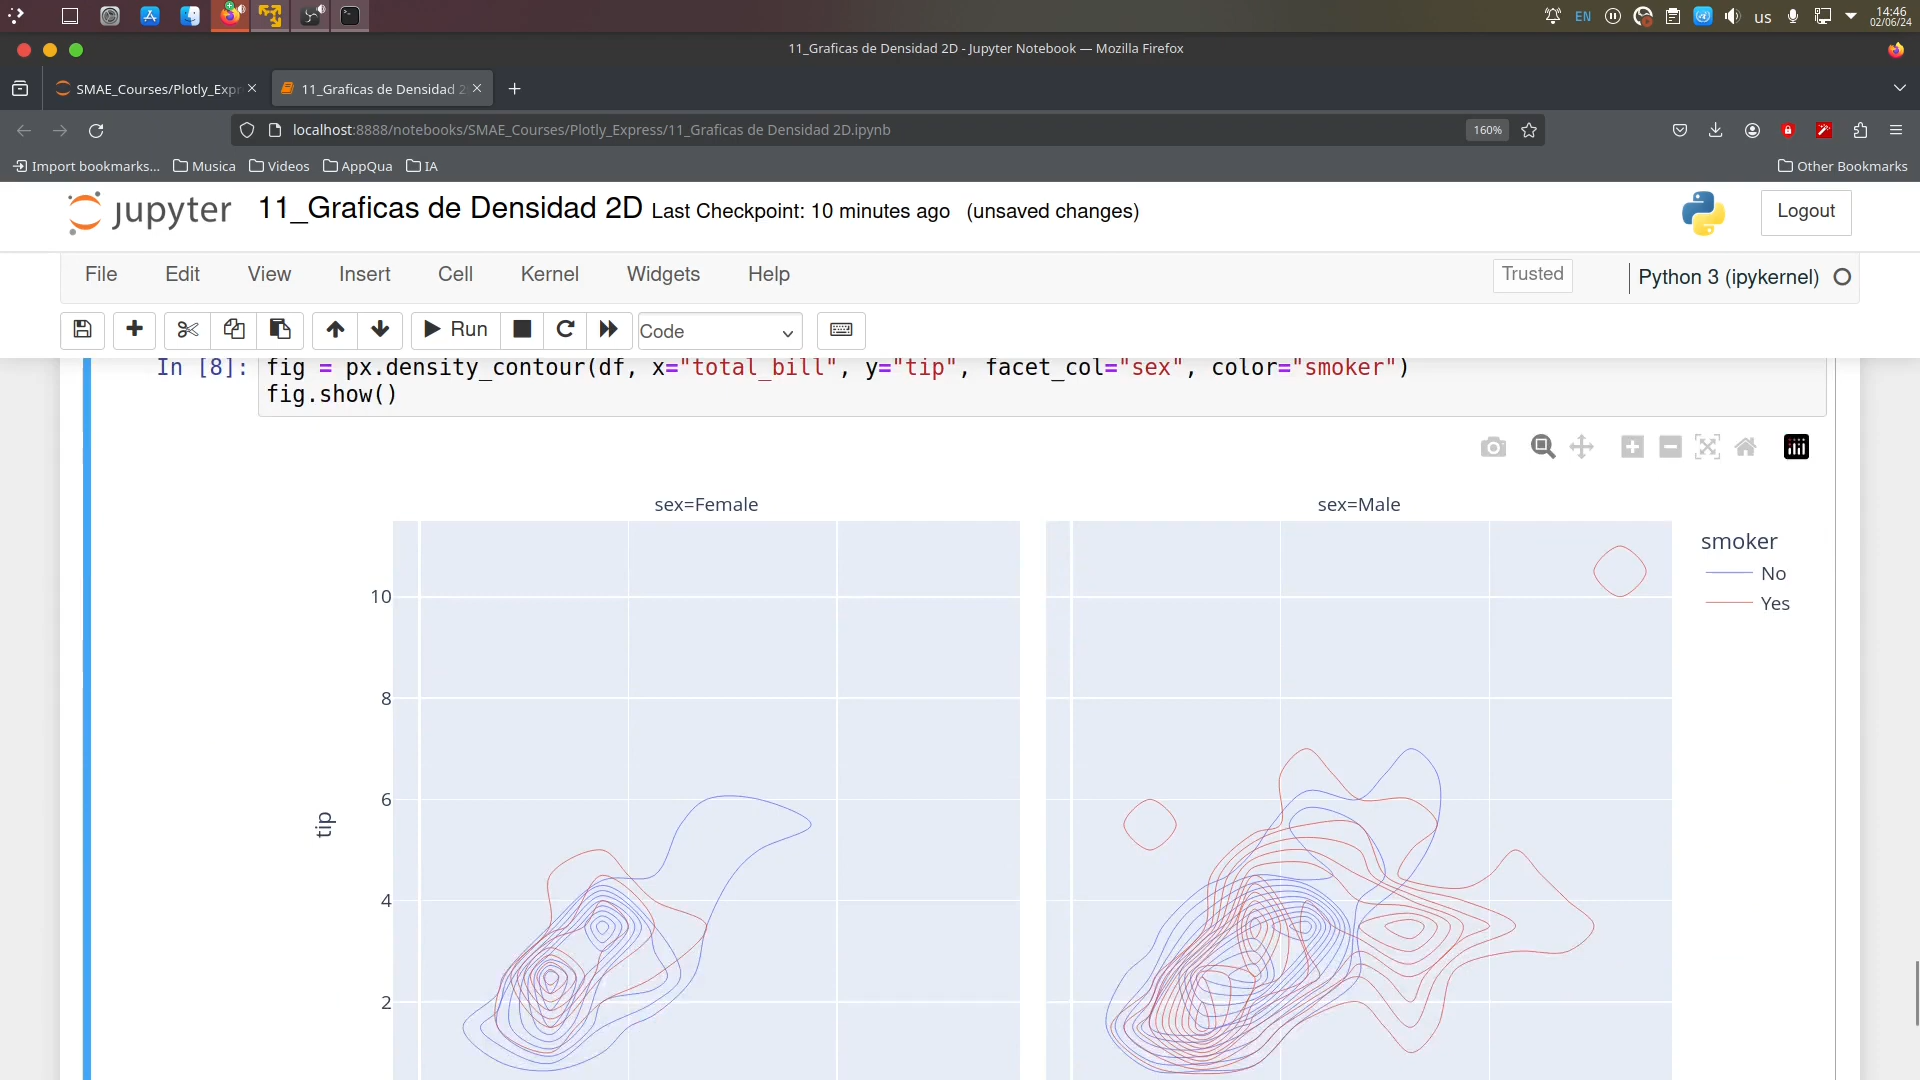 EN
us
14:46
02/06/24
11_Graficas de Densidad 2D - Jupyter Notebook — Mozilla Firefox
SMAE_Courses/Plotly_Expr
11_Graficas de Densidad 2
localhost:8888/notebooks/SMAE_Courses/Plotly_Express/11_Graficas de Densidad 2D.ipynb
160%
Import bookmarks...
Musica
Videos
AppQua
IA
Other Bookmarks
jupyter
11_Graficas de Densidad 2D Last Checkpoint: 10 minutes ago (unsaved changes)
Logout
File Edit View Insert Cell Kernel Widgets Help
Trusted
Python 3 (ipykernel)
Run
Code
In [8]: fig = px.density_contour(df, x="total_bill", y="tip", facet_col="sex", color="smoker")
fig.show()
sex=Female
sex=Male
smoker
No
Yes
10
8
6
4
2
tip